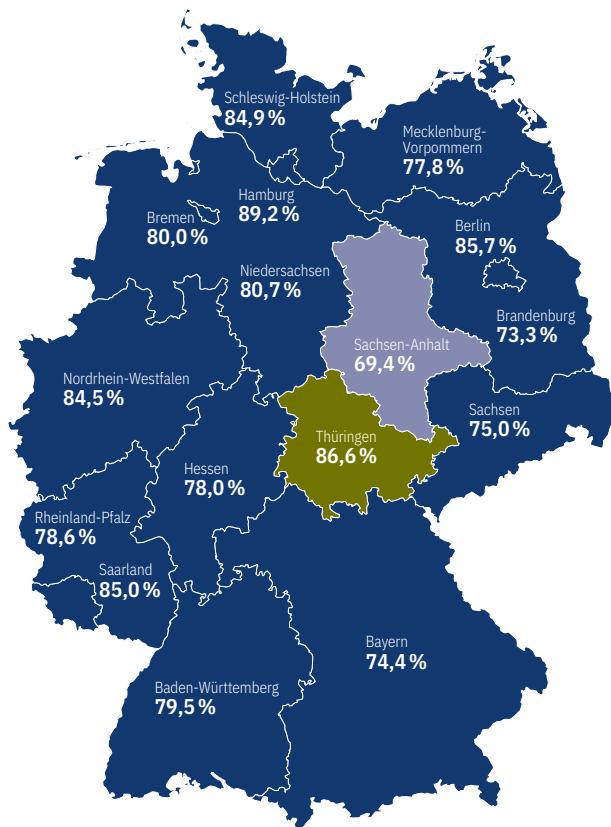 Schleswig-Holstein
84,9 %
Mecklenburg-
Vorpommern
77,8 %
Hamburg
89,2 %
Bremen
80,0 %
Berlin
85,7 %
Niedersachsen
80,7 %
Brandenburg
73,3 %
Sachsen-Anhalt
69,4 %
Nordrhein-Westfalen
84,5 %
Sachsen
75,0 %
Thüringen
86,6 %
Hessen
78,0 %
Rheinland-Pfalz
78,6 %
Saarland
85,0 %
Bayern
74,4 %
Baden-Württemberg
79,5 %